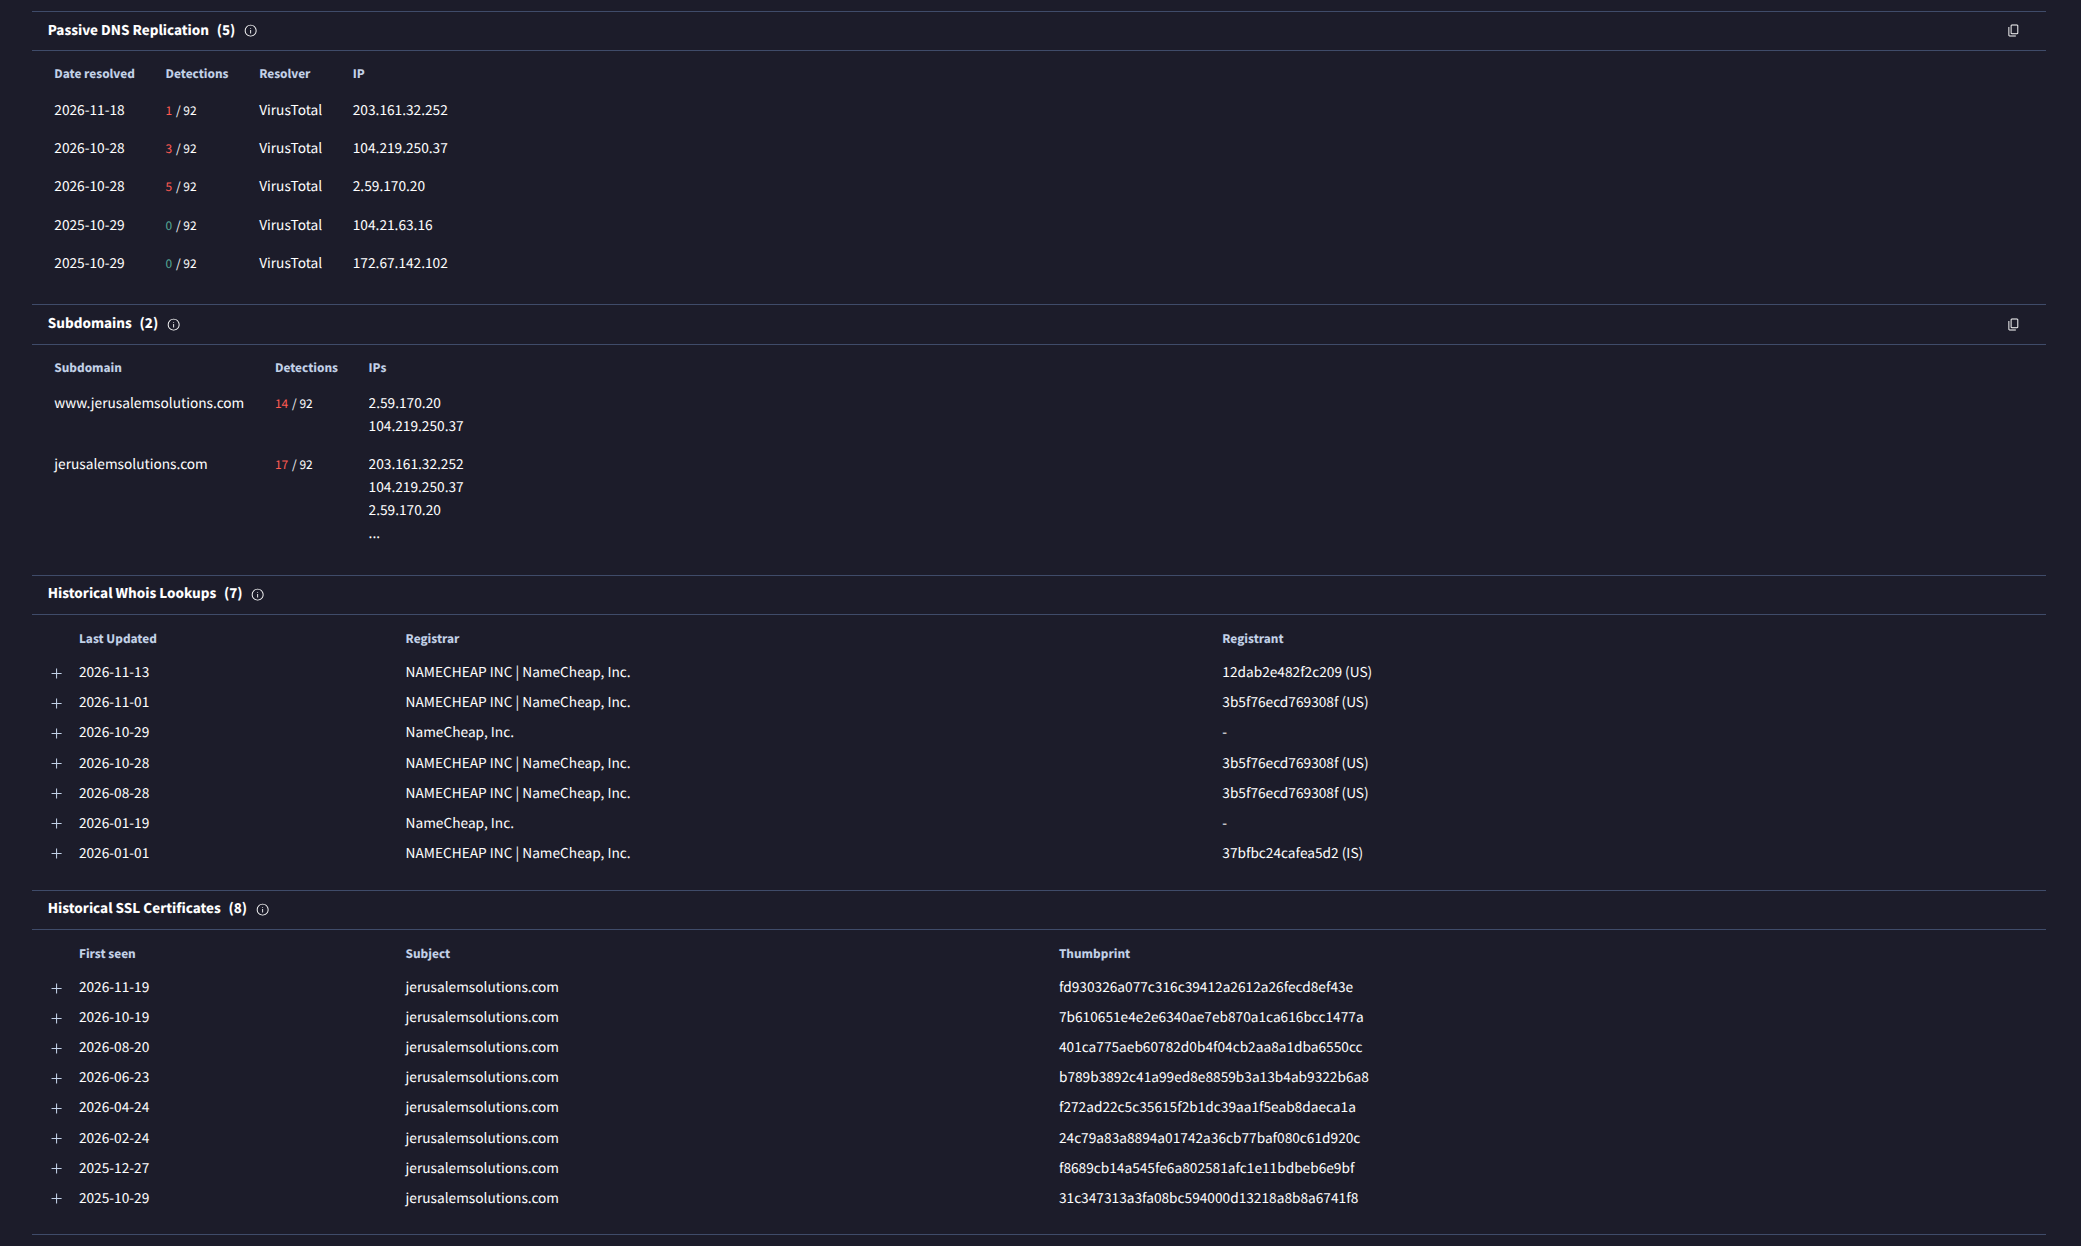 Passive DNS Replication (5)
Date resolved Detections Resolver IP
2026-11-18 1 / 92 VirusTotal 203.161.32.252
2026-10-28 3 / 92 VirusTotal 104.219.250.37
2026-10-28 5 / 92 VirusTotal 2.59.170.20
2025-10-29 0 / 92 VirusTotal 104.21.63.16
2025-10-29 0 / 92 VirusTotal 172.67.142.102
Subdomains (2)
Subdomain Detections IPs
www.jerusalemsolutions.com 14 / 92 2.59.170.20
104.219.250.37
jerusalemsolutions.com 17 / 92 203.161.32.252
104.219.250.37
2.59.170.20
...
Historical Whois Lookups (7)
Last Updated Registrar Registrant
+ 2026-11-13 NAMECHEAP INC | NameCheap, Inc. 12dab2e482f2c209 (US)
+ 2026-11-01 NAMECHEAP INC | NameCheap, Inc. 3b5f76ecd769308f (US)
+ 2026-10-29 NameCheap, Inc. -
+ 2026-10-28 NAMECHEAP INC | NameCheap, Inc. 3b5f76ecd769308f (US)
+ 2026-08-28 NAMECHEAP INC | NameCheap, Inc. 3b5f76ecd769308f (US)
+ 2026-01-19 NameCheap, Inc. -
+ 2026-01-01 NAMECHEAP INC | NameCheap, Inc. 37bfbc24cafea5d2 (IS)
Historical SSL Certificates (8)
First seen Subject Thumbprint
+ 2026-11-19 jerusalemsolutions.com fd930326a077c316c39412a2612a26fecd8ef43e
+ 2026-10-19 jerusalemsolutions.com 7b610651e4e2e6340ae7eb870a1ca616bcc1477a
+ 2026-08-20 jerusalemsolutions.com 401ca775aeb60782d0b4f04cb2aa8a1dba6550cc
+ 2026-06-23 jerusalemsolutions.com b789b3892c41a99ed8e8859b3a13b4ab9322b6a8
+ 2026-04-24 jerusalemsolutions.com f272ad22c5c35615f2b1dc39aa1f5eab8daeca1a
+ 2026-02-24 jerusalemsolutions.com 24c79a83a8894a01742a36cb77baf080c61d920c
+ 2025-12-27 jerusalemsolutions.com f8689cb14a545fe6a802581afc1e11bdbeb6e9bf
+ 2025-10-29 jerusalemsolutions.com 31c347313a3fa08bc594000d13218a8b8a6741f8